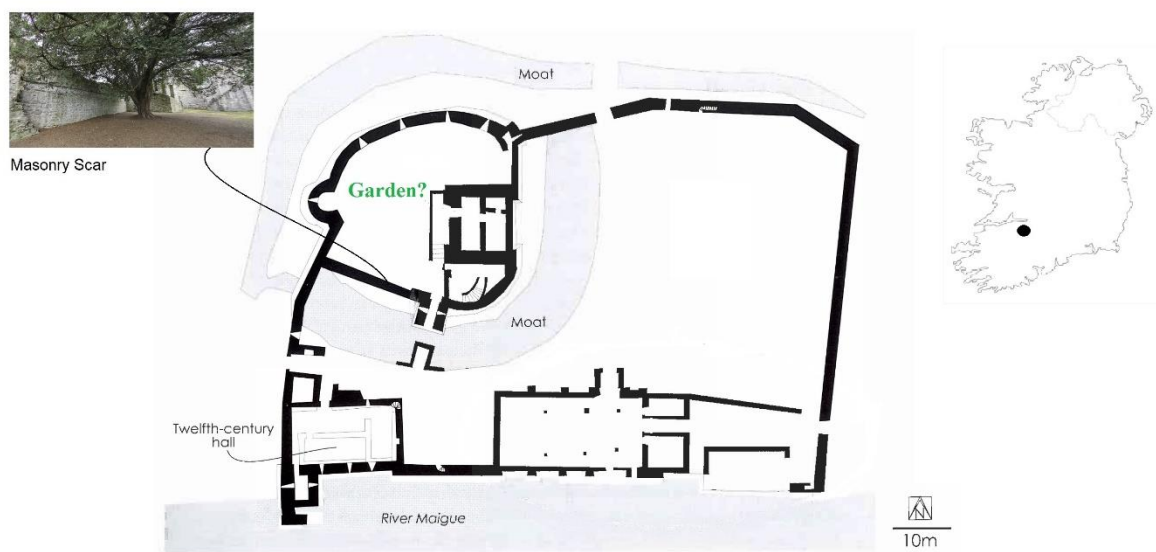 Moat
Masonry Scar
Garden?
Moat
Twelfth-century
hall
River Maigue
10m